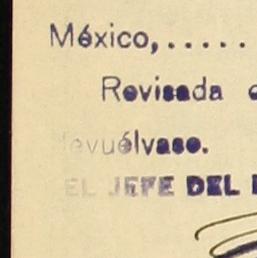 México,.....
Revisada
devuélvase.
EL JEFE DEL